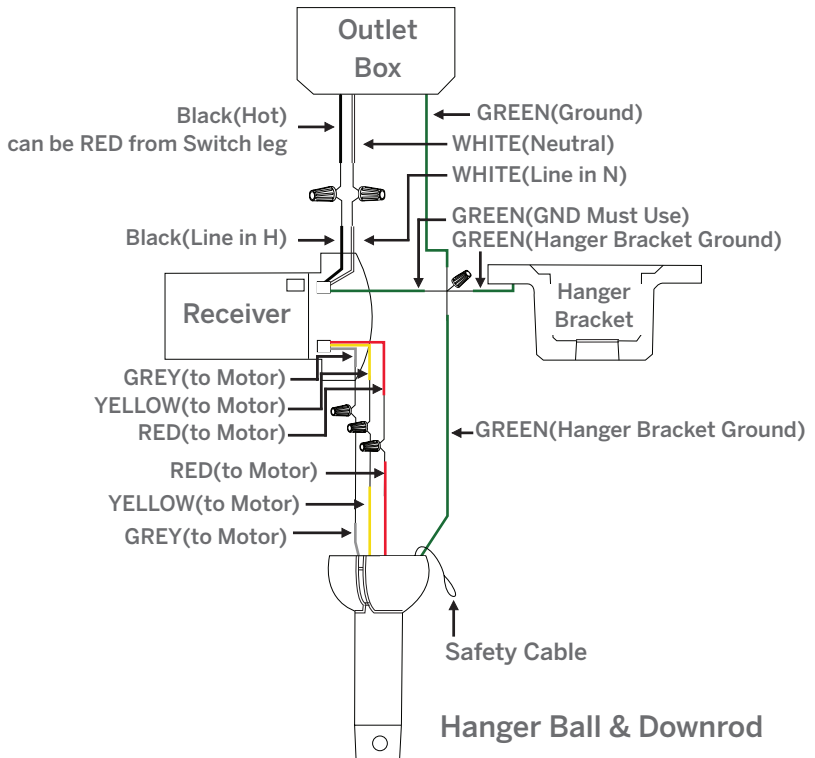 Outlet
Box
Black(Hot)
can be RED from Switch leg
GREEN(Ground)
WHITE(Neutral)
WHITE(Line in N)
GREEN(GND Must Use)
Black(Line in H)
GREEN(Hanger Bracket Ground)
Receiver
Hanger
Bracket
GREY(to Motor)
YELLOW(to Motor)
RED(to Motor)
GREEN(Hanger Bracket Ground)
RED(to Motor)
YELLOW(to Motor)
GREY(to Motor)
Safety Cable
Hanger Ball & Downrod